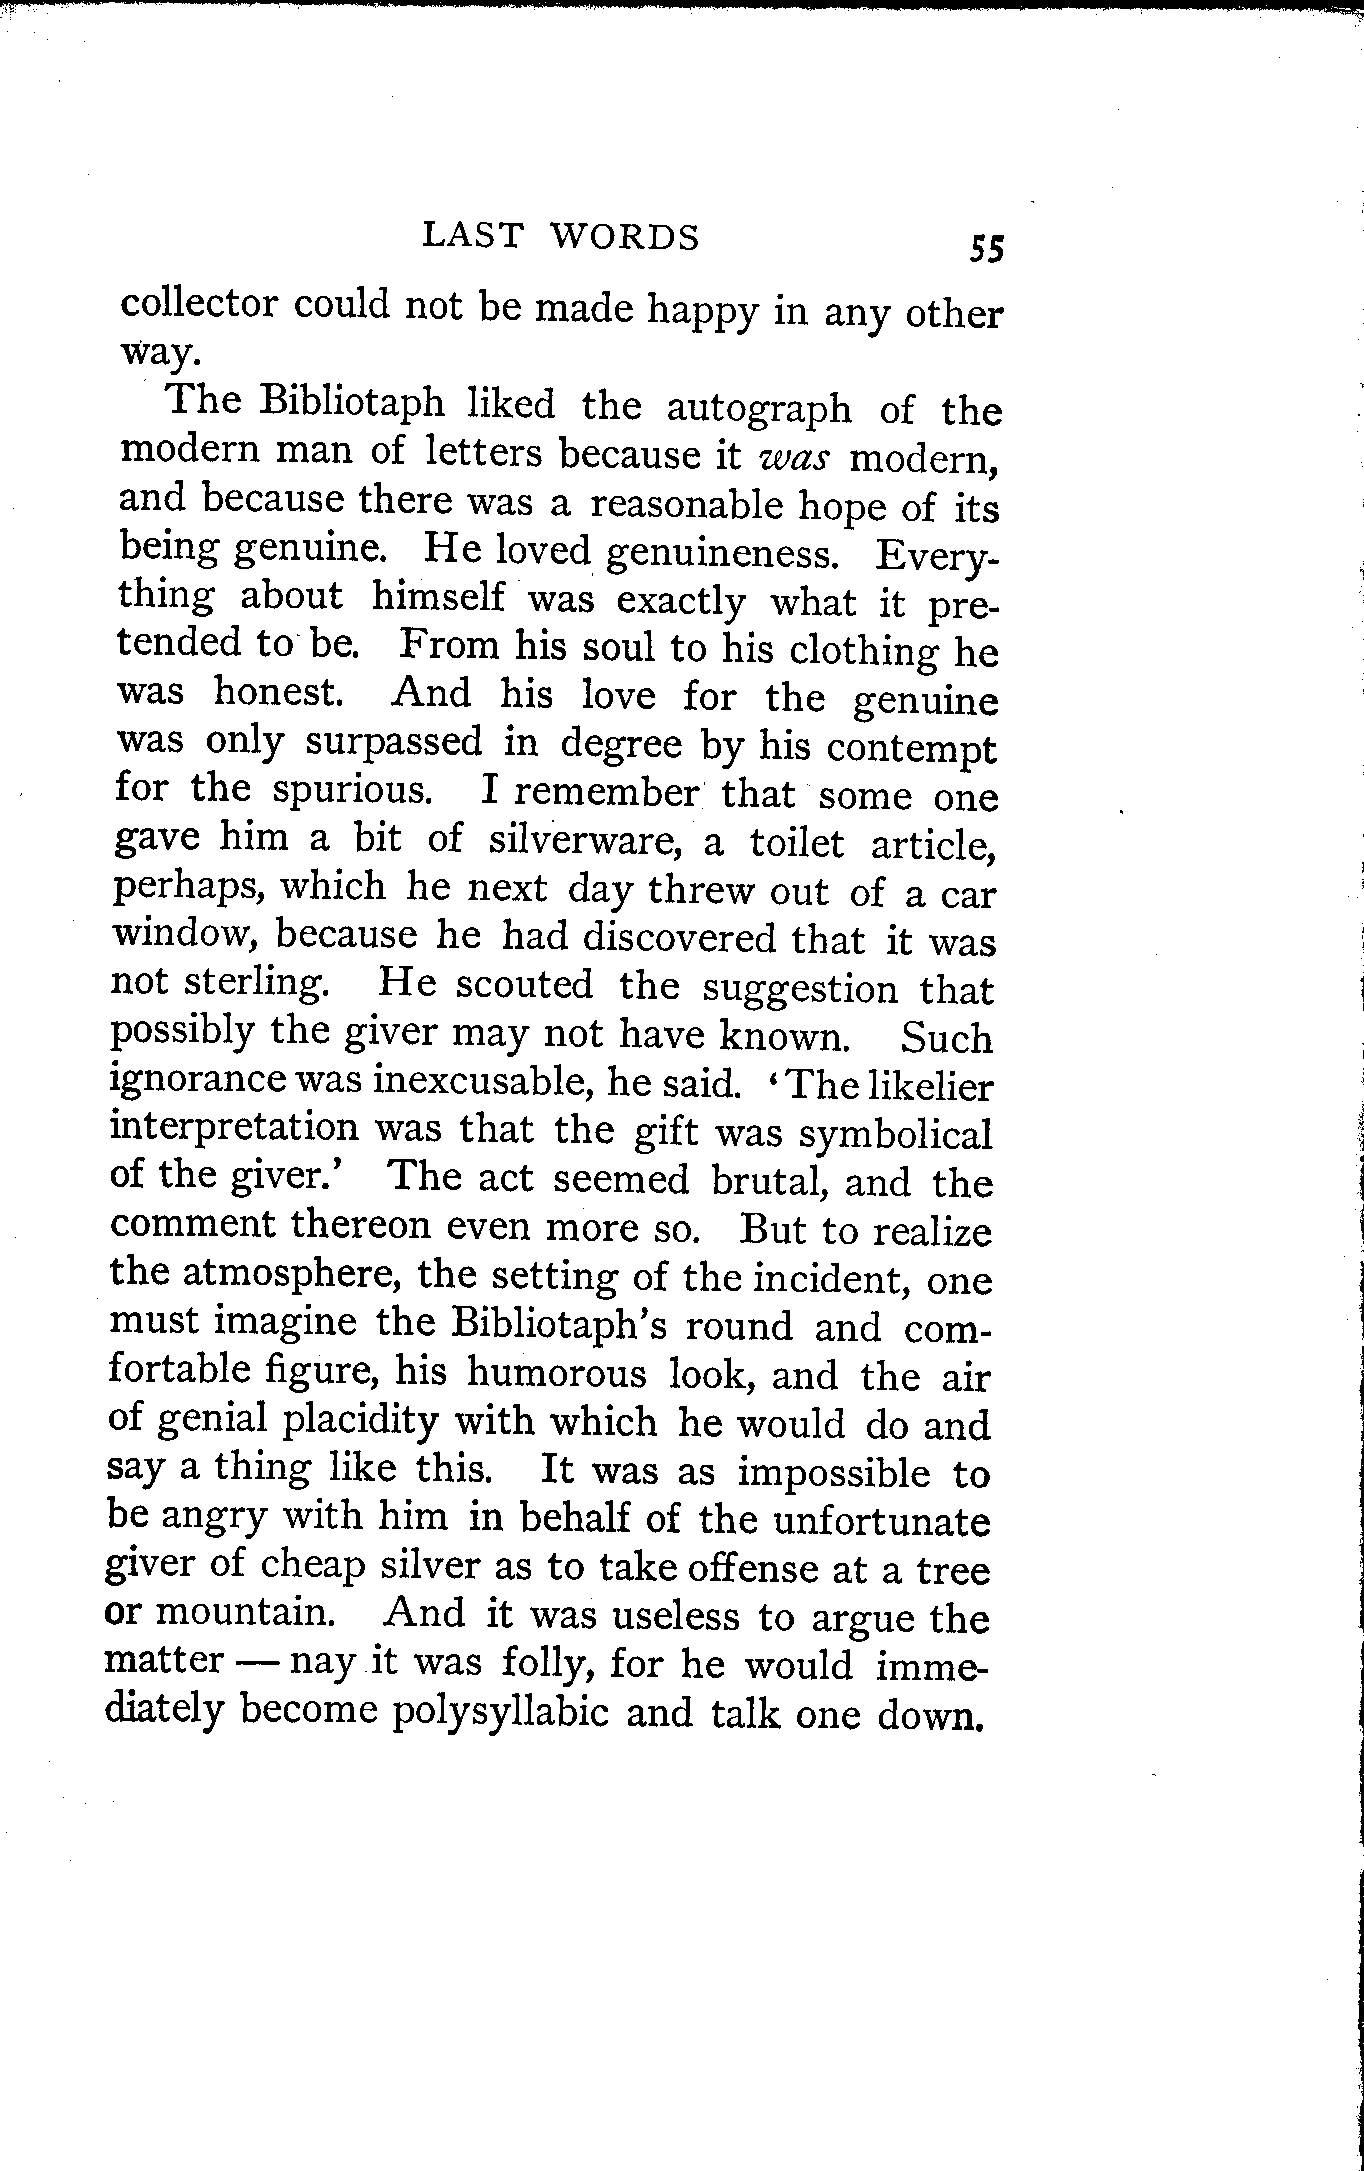 LAST WORDS 55
collector could not be made happy in any other
way.
The Bibliotaph liked the autograph of the
modern man of letters because it was modern,
and because there was a reasonable hope of its
being genuine. He loved genuineness. Every-
thing about himself was exactly what it pre-
tended to be. From his soul to his clothing he
was honest. And his love for the genuine
was only surpassed in degree by his contempt
for the spurious. I remember that some one
gave him a bit of silverware, a toilet article,
perhaps, which he next day threw out of a car
window, because he had discovered that it was
not sterling. He scouted the suggestion that
possibly the giver may not have known. Such
ignorance was inexcusable, he said. ‘The likelier
interpretation was that the gift was symbolical
of the giver.’ The act seemed brutal, and the
comment thereon even more so. But to realize
the atmosphere, the setting of the incident, one
must imagine the Bibliotaph’s round and com-
fortable figure, his humorous look, and the air
of genial placidity with which he would do and
say a thing like this. It was as impossible to
be angry with him in behalf of the unfortunate
giver of cheap silver as to take offense at a tree
or mountain. And it was useless to argue the
matter — nay it was folly, for he would imme-
diately become polysyllabic and talk one down.